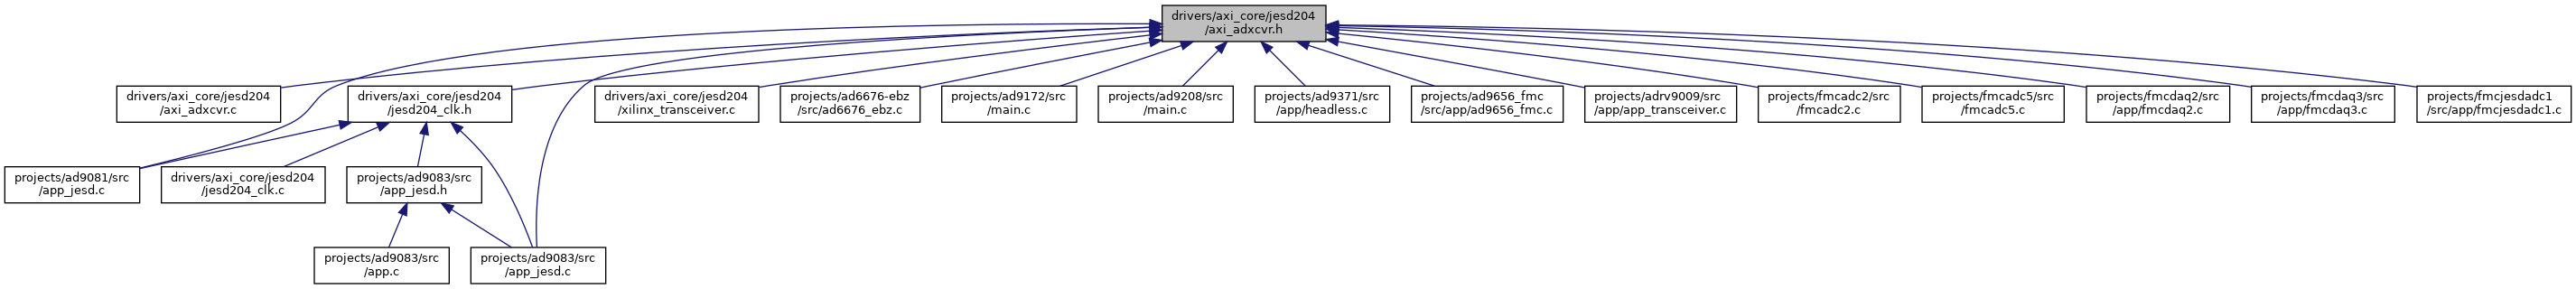 drivers/axi_core/jesd204
/axi_adxcvr.h
drivers/axi_core/jesd204
/axi_adxcvr.c
drivers/axi_core/jesd204
/jesd204_clk.h
drivers/axi_core/jesd204
/xilinx_transceiver.c
projects/ad6676-ebz
/src/ad6676_ebz.c
projects/ad9172/src
/main.c
projects/ad9208/src
/main.c
projects/ad9371/src
/app/headless.c
projects/ad9656_fmc
/src/app/ad9656_fmc.c
projects/adrv9009/src
/app/app_transceiver.c
projects/fmcadc2/src
/fmcadc2.c
projects/fmcadc5/src
/fmcadc5.c
projects/fmcdaq2/src
/app/fmcdaq2.c
projects/fmcdaq3/src
/app/fmcdaq3.c
projects/fmcjesdadc1
/src/app/fmcjesdadc1.c
projects/ad9081/src
/app_jesd.c
drivers/axi_core/jesd204
/jesd204_clk.c
projects/ad9083/src
/app_jesd.h
projects/ad9083/src
/app.c
projects/ad9083/src
/app_jesd.c